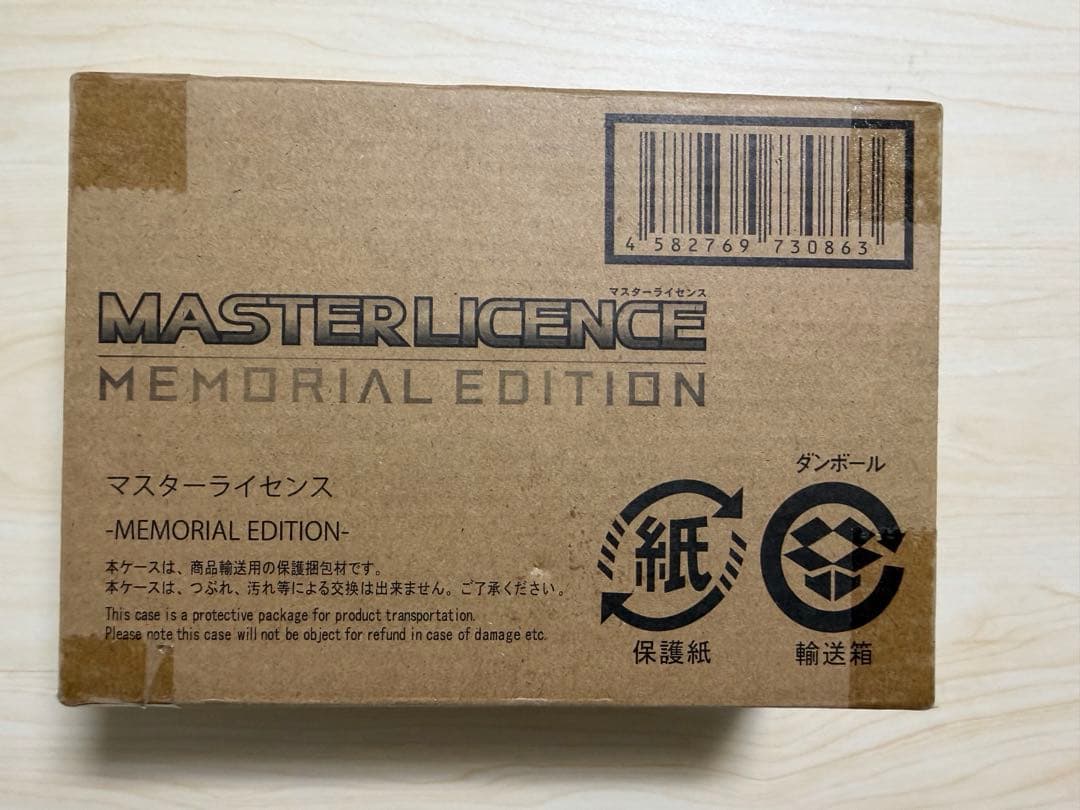 4 582769 730863
マスターライセンス
MASTER LICENCE
MEMORIAL EDITION
マスターライセンス
-MEMORIAL EDITION-
本ケースは、商品輸送用の保護梱包材です。
本ケースは、つぶれ、汚れ等による交換は出来ません。ご了承ください。
This case is a protective package for product transportation.
Please note this case will not be object for refund in case of damage etc.
紙
保護紙
ダンボール
輸送箱